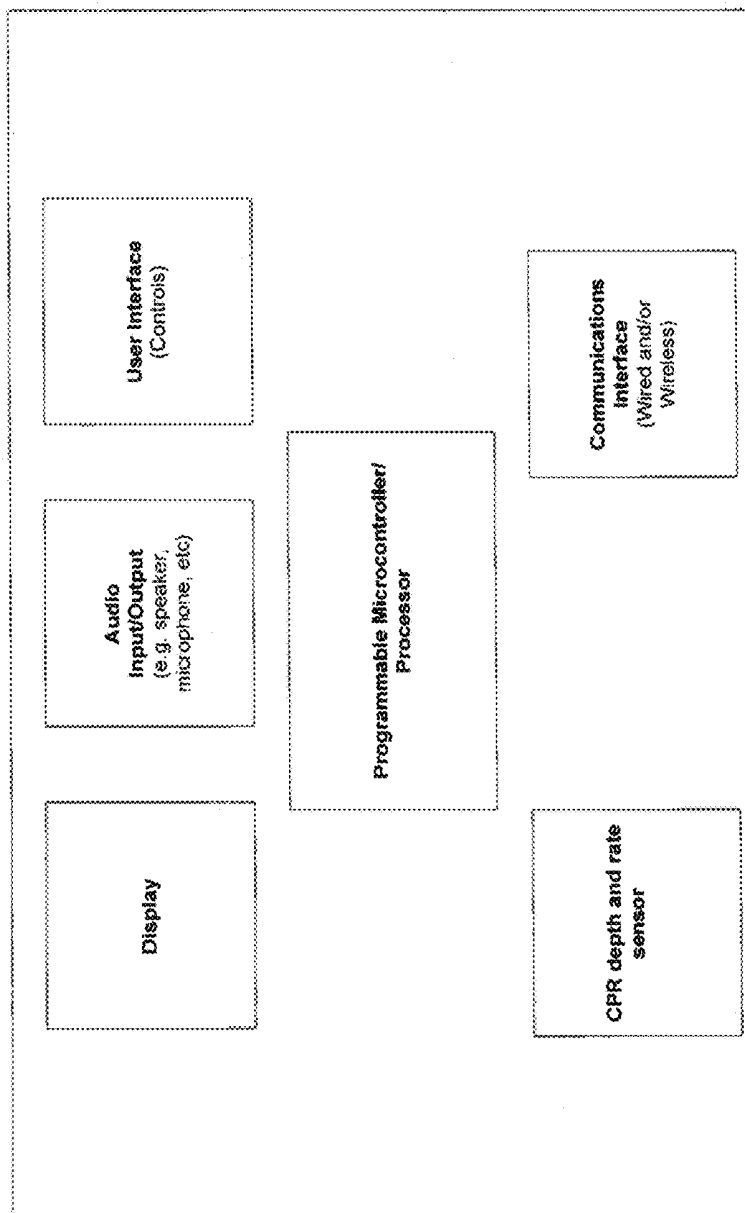 Display
Audio
Input/Output
(e.g. speaker,
microphone, etc)
User Interface
(Controls)
Programmable Microcontroller/
Processor
CPR depth and rate
sensor
Communications
Interface
(Wired and/or
Wireless)